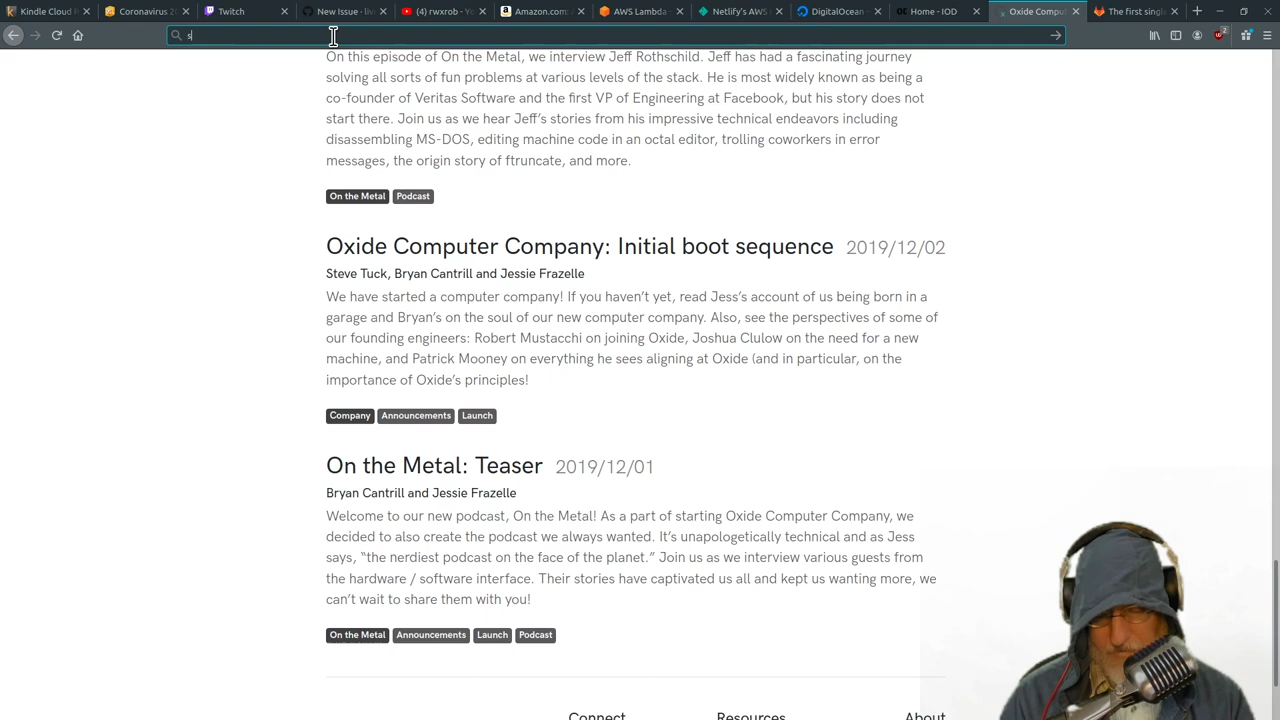 Kindle Cloud R
Coronavirus 20
Twitch
New Issue · live
(4) rwxrob - Yo
Amazon.com:
AWS Lambda -
Netlify's AWS
DigitalOcean
Home - IOD
Oxide Comput
The first single
s
2
On this episode of On the Metal, we interview Jeff Rothschild. Jeff has had a fascinating journey
solving all sorts of fun problems at various levels of the stack. He is most widely known as being a
co-founder of Veritas Software and the first VP of Engineering at Facebook, but his story does not
start there. Join us as we hear Jeff's stories from his impressive technical endeavors including
disassembling MS-DOS, editing machine code in an octal editor, trolling coworkers in error
messages, the origin story of ftruncate, and more.
On the Metal Podcast
Oxide Computer Company: Initial boot sequence 2019/12/02
Steve Tuck, Bryan Cantrill and Jessie Frazelle
We have started a computer company! If you haven't yet, read Jess's account of us being born in a
garage and Bryan's on the soul of our new computer company. Also, see the perspectives of some of
our founding engineers: Robert Mustacchi on joining Oxide, Joshua Clulow on the need for a new
machine, and Patrick Mooney on everything he sees aligning at Oxide (and in particular, on the
importance of Oxide's principles!
Company Announcements Launch
On the Metal: Teaser 2019/12/01
Bryan Cantrill and Jessie Frazelle
Welcome to our new podcast, On the Metal! As a part of starting Oxide Computer Company, we
decided to also create the podcast we always wanted. It's unapologetically technical and as Jess
says, “the nerdiest podcast on the face of the planet.” Join us as we interview various guests from
the hardware / software interface. Their stories have captivated us all and kept us wanting more, we
can't wait to share them with you!
On the Metal Announcements Launch Podcast
Connect Resources About